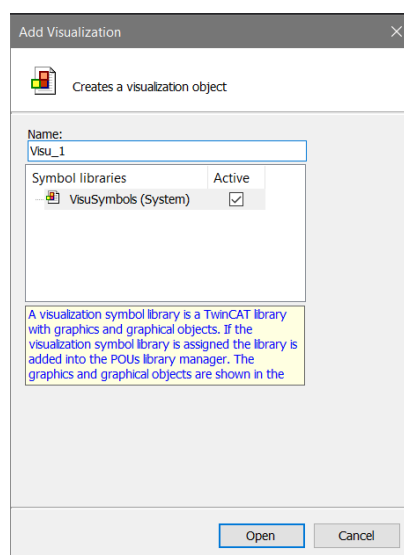 Add Visualization
Creates a visualization object
Name:
Visu_1
Symbol libraries Active
VisuSymbols (System)
A visualization symbol library is a TwinCAT library
with graphics and graphical objects. If the
visualization symbol library is assigned the library is
added into the POUs library manager. The
graphics and graphical objects are shown in the
Open Cancel